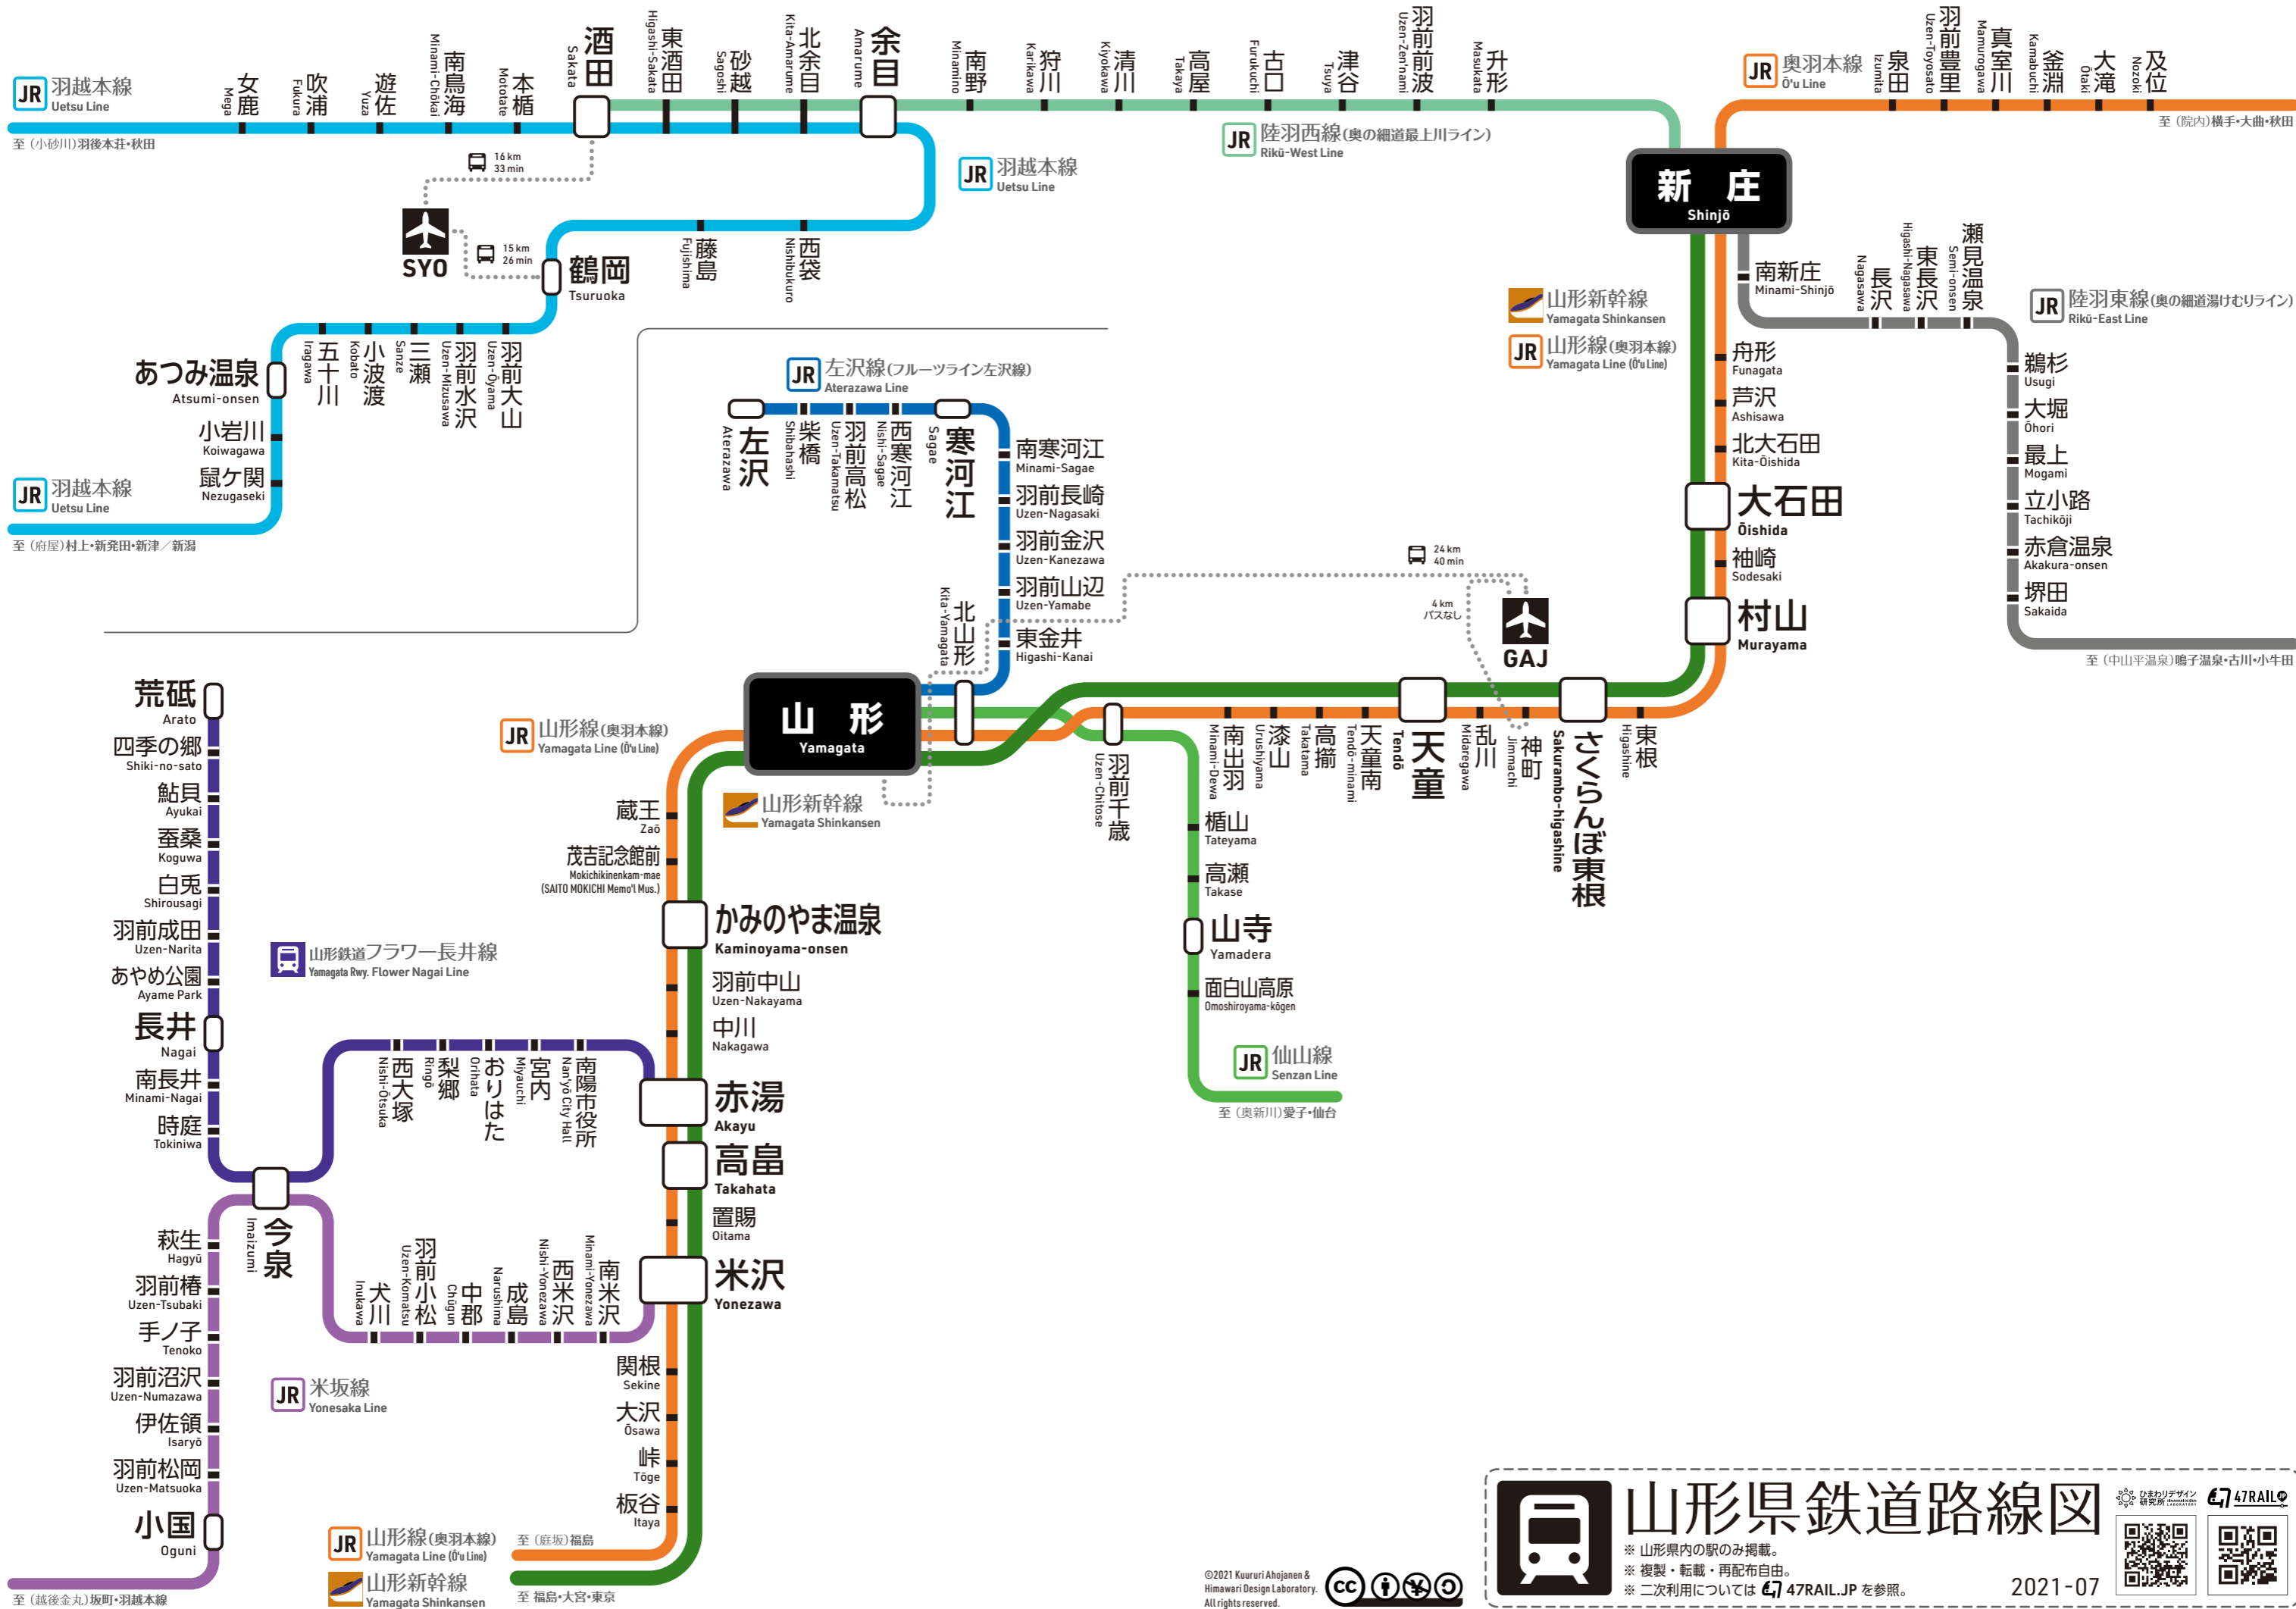 JR 羽越本線
Uetsu Line
至 (小砂川)羽後本荘・秋田
女鹿
Mega
吹浦
Fukura
遊佐
Yuza
南鳥海
Minami-Chōkai
本楯
Mototate
酒田
Sakata
東酒田
Higashi-Sakata
砂越
Sagoshi
北余目
Kita-Amarume
余目
Amarume
南野
Minamino
狩川
Karikawa
清川
Kiyokawa
高屋
Takaya
古口
Furukuchi
津谷
Tsuya
羽前前波
Uzen-Zen'nami
升形
Masukata
JR 陸羽西線(奥の細道最上川ライン)
Rikū-West Line
JR 奥羽本線
Ō'u Line
泉田
Izumita
羽前豊里
Uzen-Toyosato
真室川
Mamurogawa
釜淵
Kamabuchi
大滝
Ōtaki
及位
Nozoki
至 (院内)横手・大曲・秋田
16 km
33 min
SYO
15 km
26 min
JR 羽越本線
Uetsu Line
鶴岡
Tsuruoka
藤島
Fujishima
西袋
Nishibukuro
あつみ温泉
Atsumi-onsen
五十川
Iragawa
小波渡
Kobato
三瀬
Sanze
羽前水沢
Uzen-Mizusawa
羽前大山
Uzen-Ōyama
小岩川
Koiwagawa
鼠ケ関
Nezugaseki
JR 羽越本線
Uetsu Line
至 (府屋)村上・新発田・新津／新潟
新庄
Shinjō
南新庄
Minami-Shinjō
長沢
Nagasawa
東長沢
Higashi-Nagasawa
瀬見温泉
Semi-onsen
JR 陸羽東線(奥の細道湯けむりライン)
Rikū-East Line
鵜杉
Usugi
大堀
Ōhori
最上
Mogami
立小路
Tachikōji
赤倉温泉
Akakura-onsen
堺田
Sakaida
至 (中山平温泉)鳴子温泉・古川・小牛田
山形新幹線
Yamagata Shinkansen
JR 山形線(奥羽本線)
Yamagata Line (Ō'u Line)
舟形
Funagata
芦沢
Ashisawa
北大石田
Kita-Ōishida
大石田
Ōishida
袖崎
Sodesaki
村山
Murayama
JR 左沢線(フルーツライン左沢線)
Aterazawa Line
左沢
Aterazawa
柴橋
Shibahashi
羽前高松
Uzen-Takamatsu
西寒河江
Nishi-Sagae
寒河江
Sagae
南寒河江
Minami-Sagae
羽前長崎
Uzen-Nagasaki
羽前金沢
Uzen-Kanezawa
羽前山辺
Uzen-Yamabe
東金井
Higashi-Kanai
北山形
Kita-Yamagata
24 km
40 min
4 km
バスなし
GAJ
山形
Yamagata
羽前千歳
Uzen-Chitose
南出羽
Minami-Dewa
漆山
Urushiyama
高擶
Takatama
天童南
Tendō-minami
天童
Tendō
乱川
Midaregawa
神町
Jinmachi
さくらんぼ東根
Sakurambo-higashine
東根
Higashine
JR 山形線(奥羽本線)
Yamagata Line (Ō'u Line)
山形新幹線
Yamagata Shinkansen
楯山
Tateyama
高瀬
Takase
山寺
Yamadera
面白山高原
Omoshiroyama-kōgen
JR 仙山線
Senzan Line
至 (奥新川)愛子・仙台
蔵王
Zaō
茂吉記念館前
Mokichikinenkam-mae
(SAITO MOKICHI Memo'l Mus.)
かみのやま温泉
Kaminoyama-onsen
羽前中山
Uzen-Nakayama
中川
Nakagawa
赤湯
Akayu
高畠
Takahata
置賜
Oitama
米沢
Yonezawa
関根
Sekine
大沢
Ōsawa
峠
Tōge
板谷
Itaya
JR 山形線(奥羽本線)
Yamagata Line (Ō'u Line)
至 (庭坂)福島
山形新幹線
Yamagata Shinkansen
至 福島・大宮・東京
荒砥
Arato
四季の郷
Shiki-no-sato
鮎貝
Ayukai
蚕桑
Koguwa
白兎
Shirousagi
羽前成田
Uzen-Narita
あやめ公園
Ayame Park
長井
Nagai
南長井
Minami-Nagai
時庭
Tokiniwa
山形鉄道フラワー長井線
Yamagata Rwy. Flower Nagai Line
西大塚
Nishi-Ōtsuka
梨郷
Ringō
おりはた
Orihata
宮内
Miyauchi
南陽市役所
Nan'yō City Hall
今泉
Imaizumi
犬川
Inukawa
羽前小松
Uzen-Komatsu
中郡
Chūgun
成島
Narushima
西米沢
Nishi-Yonezawa
南米沢
Minami-Yonezawa
萩生
Hagyū
羽前椿
Uzen-Tsubaki
手ノ子
Tenoko
羽前沼沢
Uzen-Numazawa
伊佐領
Isaryō
羽前松岡
Uzen-Matsuoka
小国
Oguni
JR 米坂線
Yonesaka Line
至 (越後金丸)坂町・羽越本線
©2021 Kuururi Ahojanen &
Himawari Design Laboratory.
All rights reserved.
cc
山形県鉄道路線図
※ 山形県内の駅のみ掲載。
※ 複製・転載・再配布自由。
※ 二次利用については 47RAIL.JP を参照。
2021-07
ひまわりデザイン
研究所
47RAIL